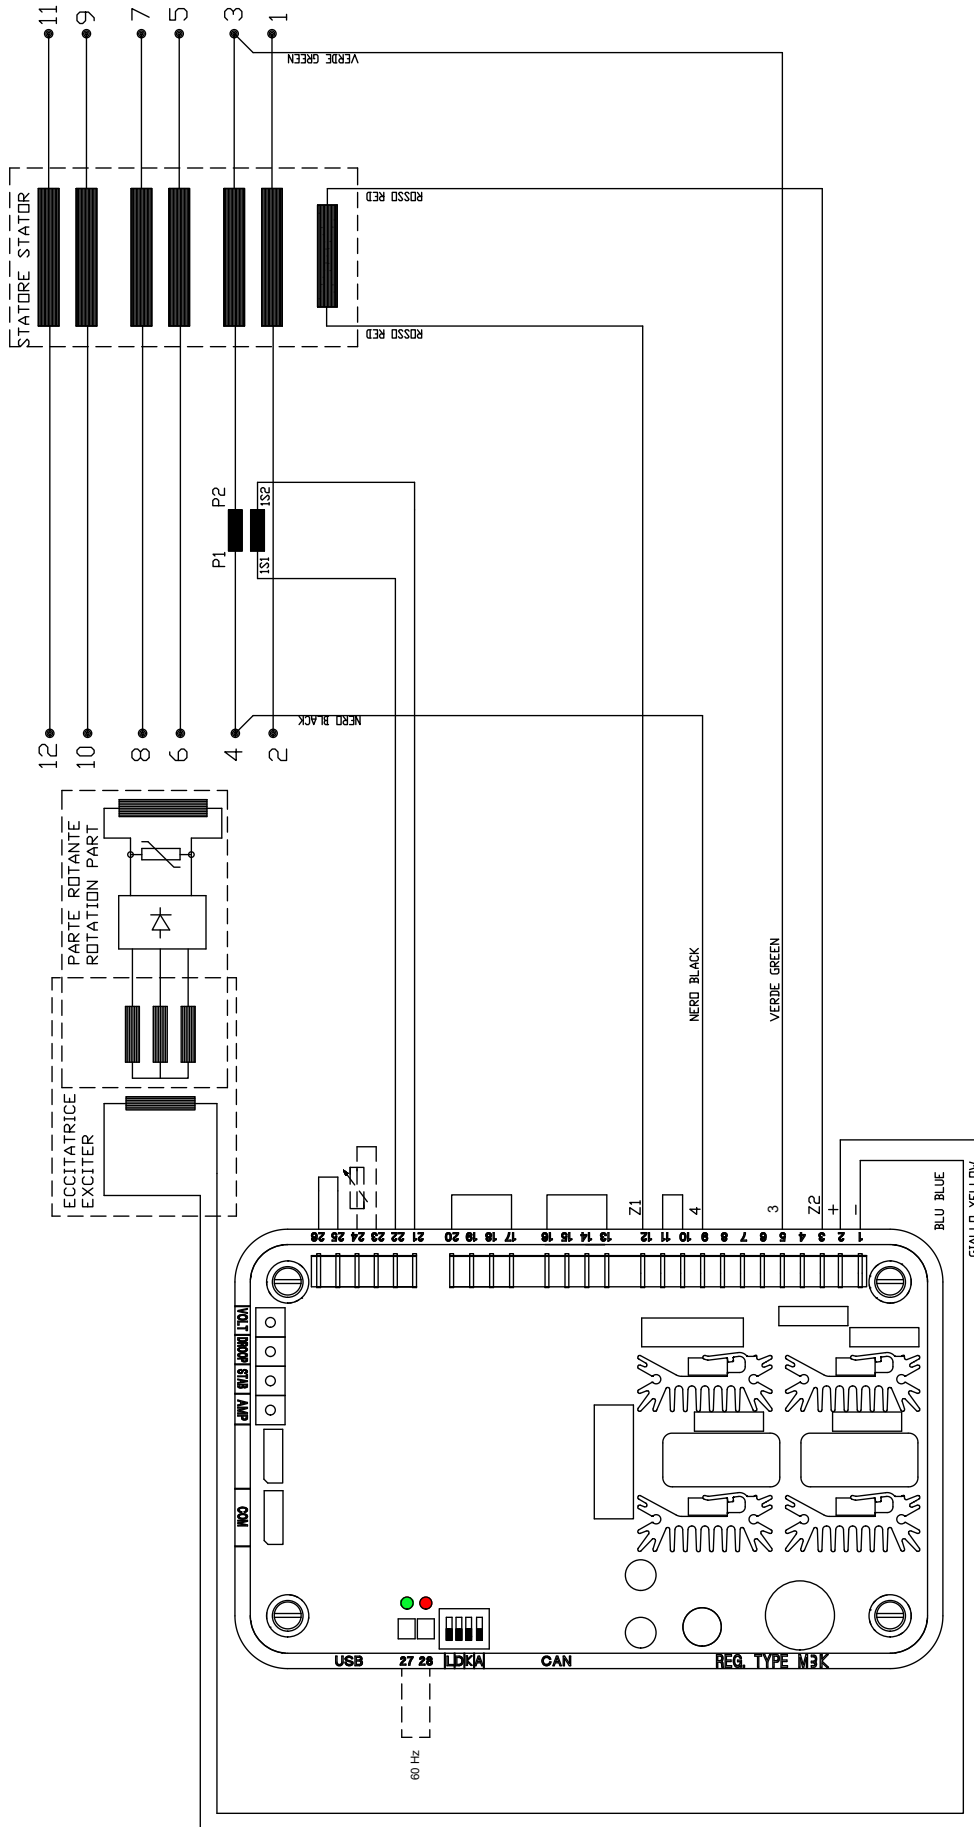 11
9
7
5
3
1
VERDE GREEN
STATORE STATOR
ROSSO RED
ROSSO RED
P1
P2
1S1
1S2
NERO BLACK
12
10
8
6
4
2
PARTE ROTANTE
ROTATION PART
ECCITATRICE
EXCITER
NERO BLACK
VERDE GREEN
Z1
4
3
Z2
+
-
BLU BLUE
GIALLO YELLOW
26 25 24 23 22 21
20 19 18 17
16 15 14 13
12 11 10 9 8 7 6 5 4 3 2 1
VOLT
DROOP
STAB
AMP
COM
USB
27 28
LDKA
CAN
REG. TYPE M3K
60 Hz